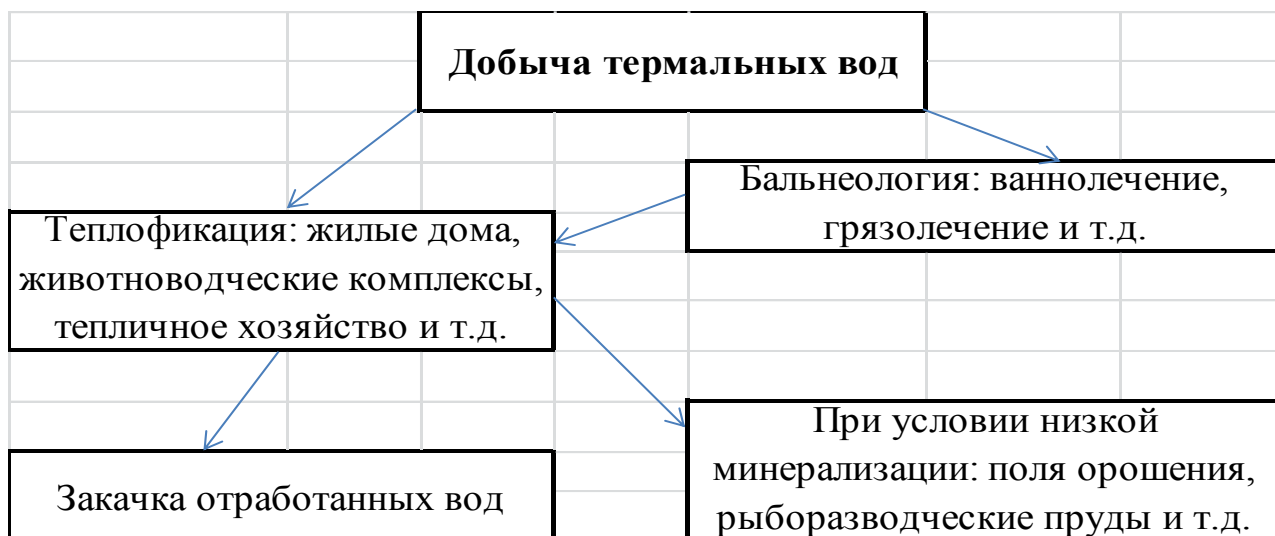 Добыча термальных вод
Бальнеология: ваннолечение,
грязолечение и т.д.
Теплофикация: жилые дома,
животноводческие комплексы,
тепличное хозяйство и т.д.
При условии низкой
минерализации: поля орошения,
рыборазводческие пруды и т.д.
Закачка отработанных вод